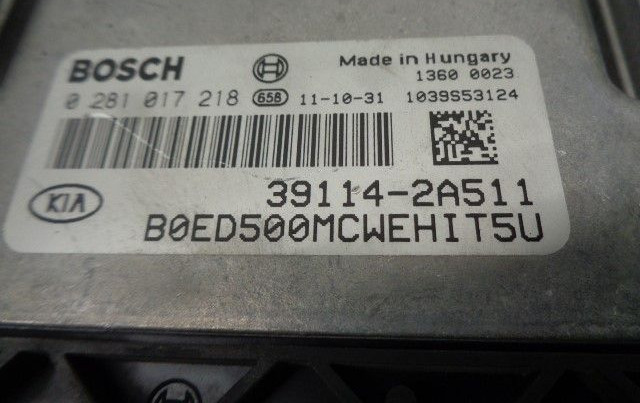 BOSCH Made in Hungary
1360 0023
0 281 017 218 658 11-10-31 1039S53124
KIA 39114-2A511
B0ED500MCWEHIT5U